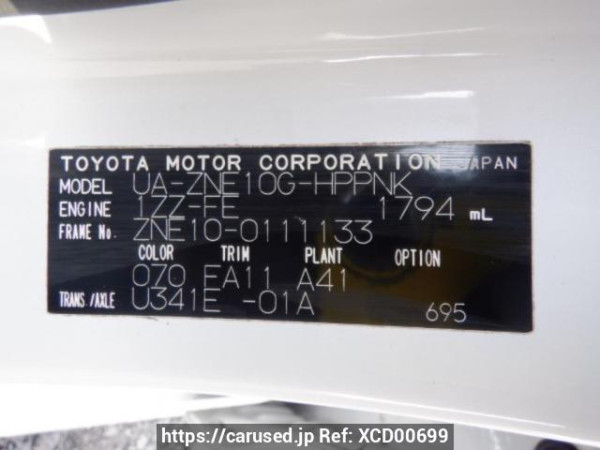 TOYOTA MOTOR CORPORATION JAPAN
MODEL UA-ZNE10G-HPPNK
ENGINE 1ZZ-FE 1794 mL
FRAME No. ZNE10-0111133
COLOR TRIM PLANT OPTION
070 EA11 A41
TRANS./AXLE U341E -01A 695
https://carused.jp Ref: XCD00699